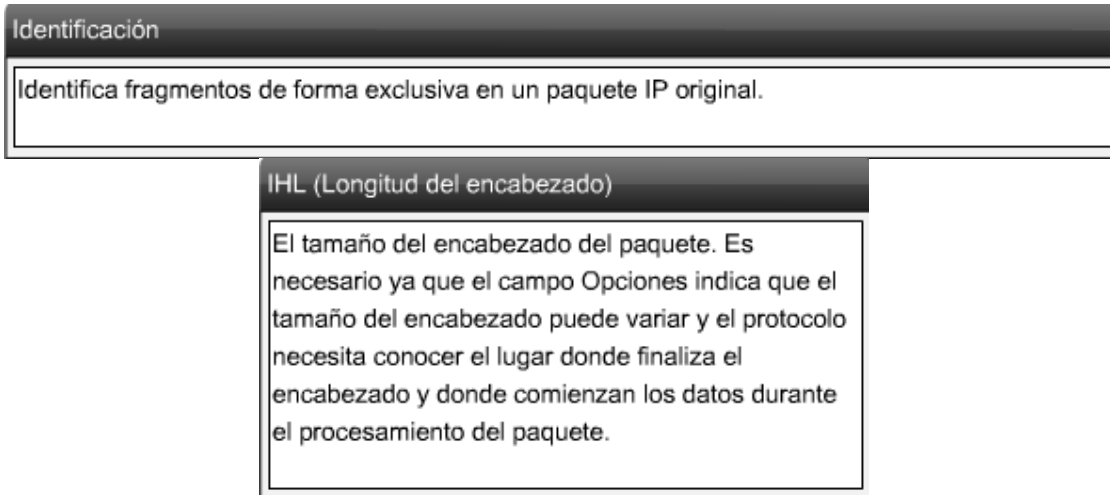 Identificación
Identifica fragmentos de forma exclusiva en un paquete IP original.
IHL (Longitud del encabezado)
El tamaño del encabezado del paquete. Es
necesario ya que el campo Opciones indica que el
tamaño del encabezado puede variar y el protocolo
necesita conocer el lugar donde finaliza el
encabezado y donde comienzan los datos durante
el procesamiento del paquete.